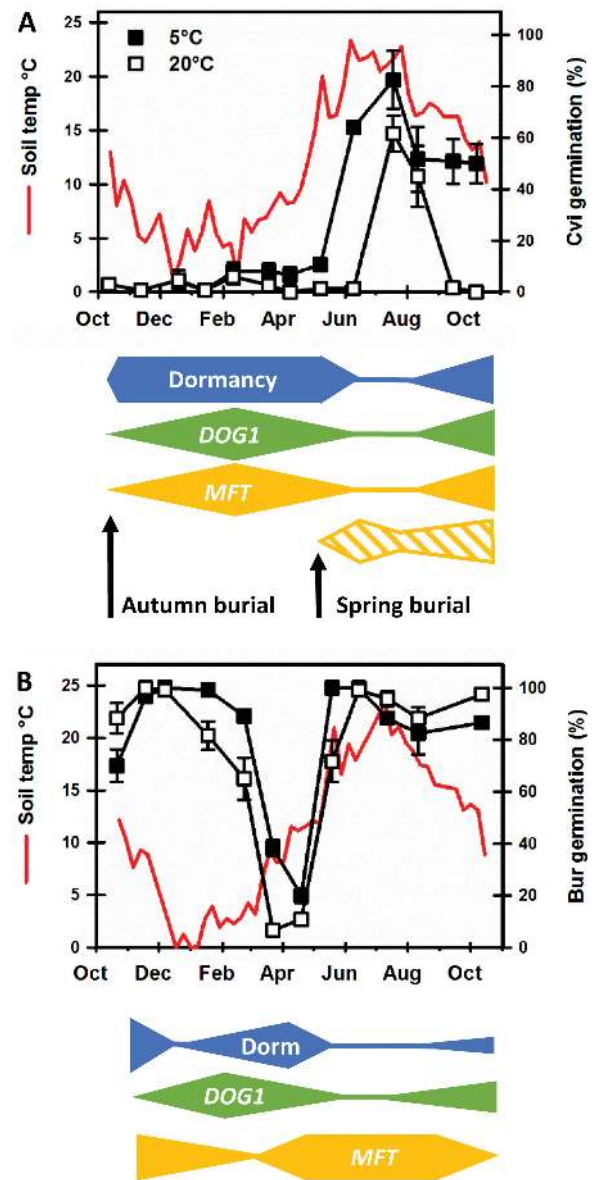 A
5°C
20°C
Soil temp °C
25
20
15
10
5
0
100
80
60
40
20
0
Cvi germination (%)
Oct Dec Feb Apr Jun Aug Oct
Dormancy
DOG1
MFT
Autumn burial
Spring burial
B
Soil temp °C
25
20
15
10
5
0
100
80
60
40
20
0
Bur germination (%)
Oct Dec Feb Apr Jun Aug Oct
Dorm
DOG1
MFT